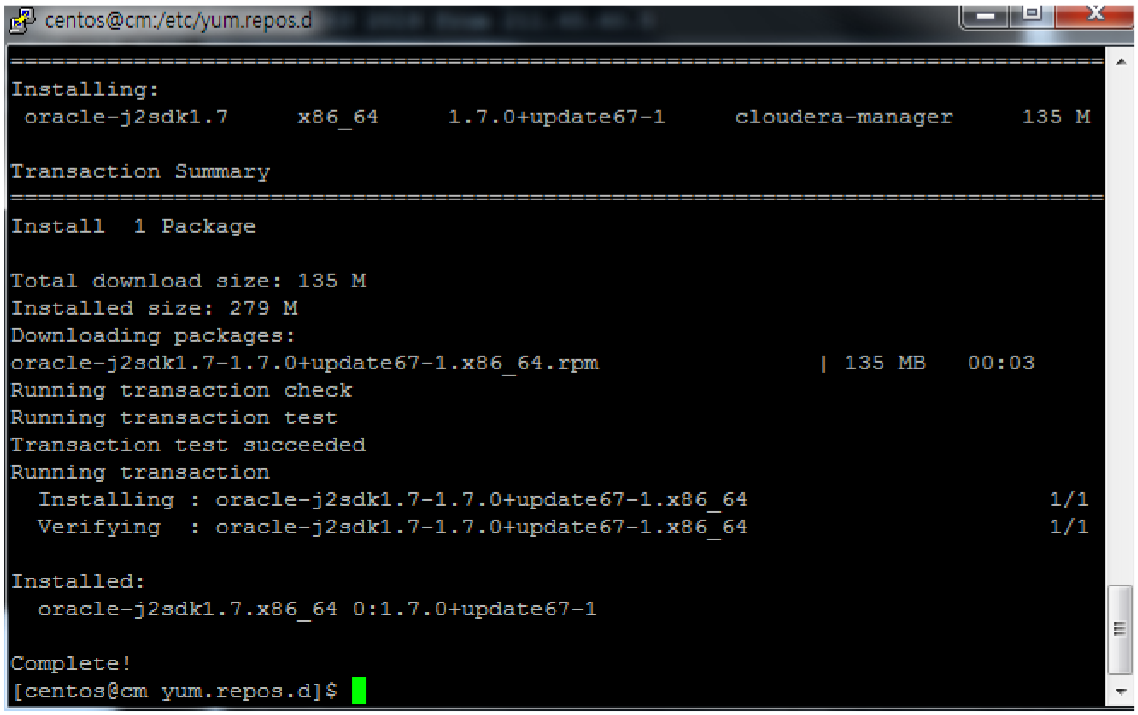 centos@cm:/etc/yum.repos.d
================================================================================
Installing:
 oracle-j2sdk1.7     x86_64     1.7.0+update67-1     cloudera-manager     135 M

Transaction Summary
================================================================================
Install  1 Package

Total download size: 135 M
Installed size: 279 M
Downloading packages:
oracle-j2sdk1.7-1.7.0+update67-1.x86_64.rpm                | 135 MB   00:03
Running transaction check
Running transaction test
Transaction test succeeded
Running transaction
  Installing : oracle-j2sdk1.7-1.7.0+update67-1.x86_64                      1/1
  Verifying  : oracle-j2sdk1.7-1.7.0+update67-1.x86_64                      1/1

Installed:
  oracle-j2sdk1.7.x86_64 0:1.7.0+update67-1

Complete!
[centos@cm yum.repos.d]$